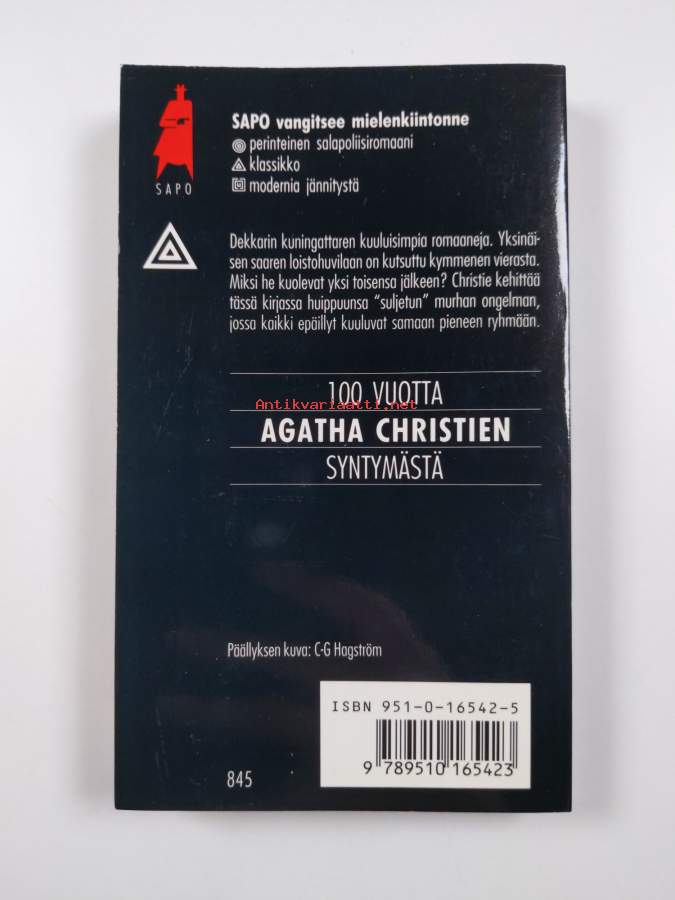 SAPO
SAPO vangitsee mielenkiintonne
perinteinen salapoliisiromaani
klassikko
modernia jännitystä
Dekkarin kuningattaren kuuluisimpia romaaneja. Yksinäi-
sen saaren loistohuvilaan on kutsuttu kymmenen vierasta.
Miksi he kuolevat yksi toisensa jälkeen? Christie kehittää
tässä kirjassa huippuunsa "suljetun" murhan ongelman,
jossa kaikki epäillyt kuuluvat samaan pieneen ryhmään.
100 VUOTTA
Antikvariaatti.net
AGATHA CHRISTIEN
SYNTYMÄSTÄ
Päällyksen kuva: C-G Hagström
ISBN 951-0-16542-5
9 789510 165423
845